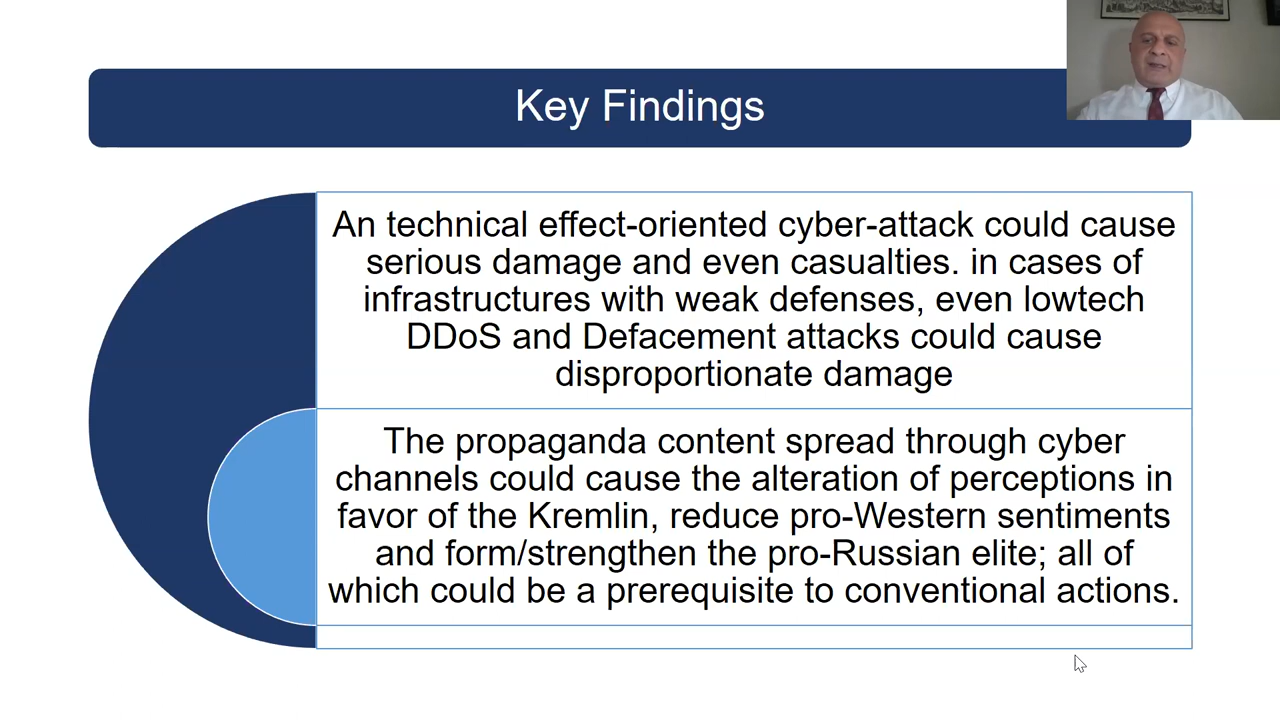 Key Findings
An technical effect-oriented cyber-attack could cause
serious damage and even casualties. in cases of
infrastructures with weak defenses, even lowtech
DDoS and Defacement attacks could cause
disproportionate damage
The propaganda content spread through cyber
channels could cause the alteration of perceptions in
favor of the Kremlin, reduce pro-Western sentiments
and form/strengthen the pro-Russian elite; all of
which could be a prerequisite to conventional actions.